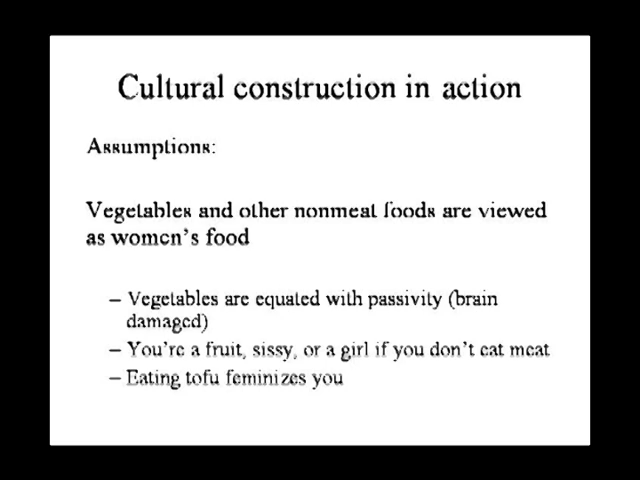 Cultural construction in action
Assumptions:
Vegetables and other nonmeat foods are viewed
as women's food
– Vegetables are equated with passivity (brain
damaged)
– You're a fruit, sissy, or a girl if you don't eat meat
– Eating tofu feminizes you